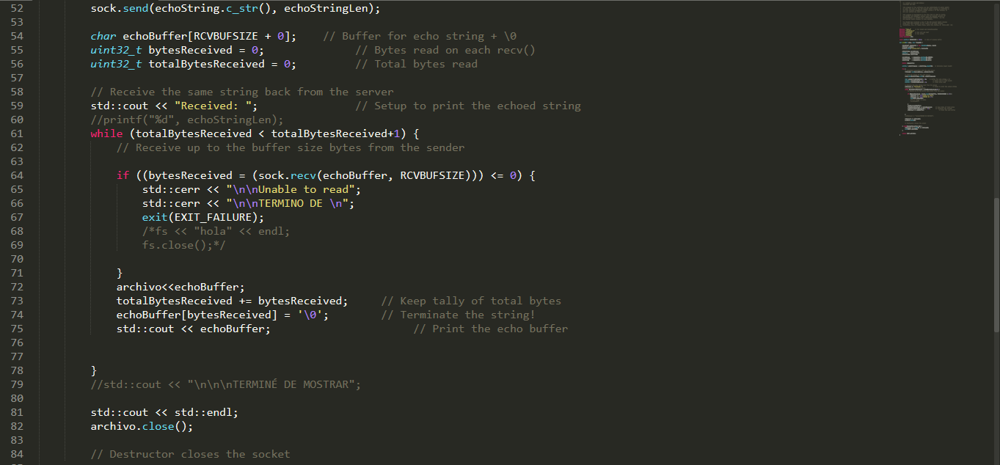 52 sock.send(echoString.c_str(), echoStringLen);
53
54 char echoBuffer[RCVBUFSIZE + 0]; // Buffer for echo string + \0
55 uint32_t bytesReceived = 0; // Bytes read on each recv()
56 uint32_t totalBytesReceived = 0; // Total bytes read
57
58 // Receive the same string back from the server
59 std::cout << "Received: "; // Setup to print the echoed string
60 //printf("%d", echoStringLen);
61 while (totalBytesReceived < totalBytesReceived+1) {
62 // Receive up to the buffer size bytes from the sender
63
64 if ((bytesReceived = (sock.recv(echoBuffer, RCVBUFSIZE))) <= 0) {
65 std::cerr << "\n\nUnable to read";
66 std::cerr << "\n\nTERMINO DE \n";
67 exit(EXIT_FAILURE);
68 /*fs << "hola" << endl;
69 fs.close();*/
70
71 }
72 archivo<<echoBuffer;
73 totalBytesReceived += bytesReceived; // Keep tally of total bytes
74 echoBuffer[bytesReceived] = '\0'; // Terminate the string!
75 std::cout << echoBuffer; // Print the echo buffer
76
77
78 }
79 //std::cout << "\n\n\nTERMINÉ DE MOSTRAR";
80
81 std::cout << std::endl;
82 archivo.close();
83
84 // Destructor closes the socket